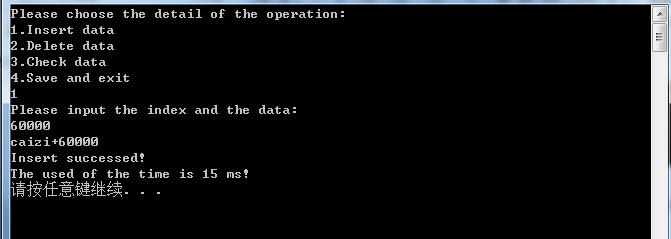 Please choose the detail of the operation:
1.Insert data
2.Delete data
3.Check data
4.Save and exit
1
Please input the index and the data:
60000
caizi+60000
Insert successed!
The used of the time is 15 ms!
请按任意键继续. . .